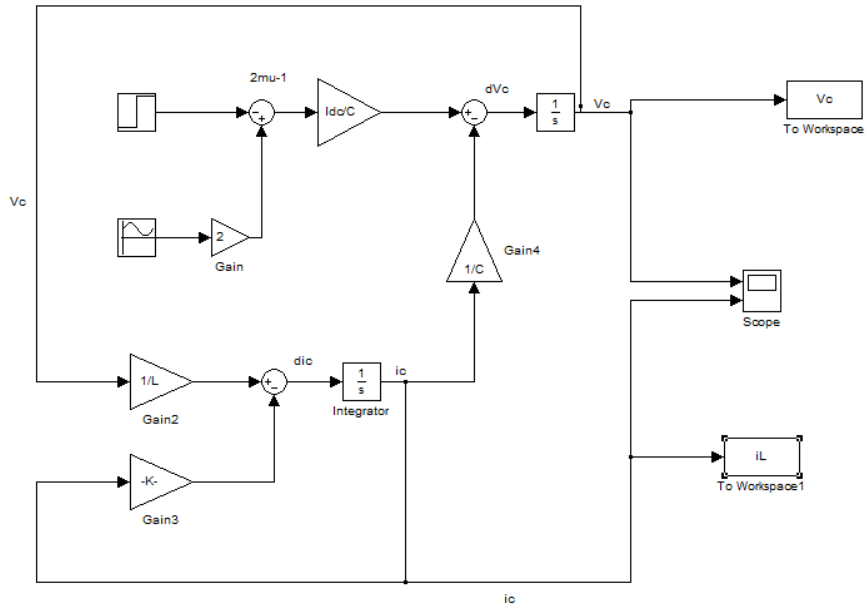 2mu-1
Idc/C
dVc
1
s
Vc
Vc
To Workspace
Vc
2
Gain
1/C
Gain4
Scope
1/L
Gain2
dic
1
s
Integrator
ic
iL
To Workspace1
-K-
Gain3
ic